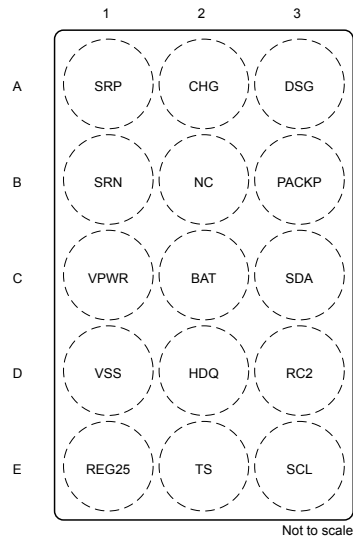 1 2 3
A SRP CHG DSG
B SRN NC PACKP
C VPWR BAT SDA
D VSS HDQ RC2
E REG25 TS SCL
Not to scale